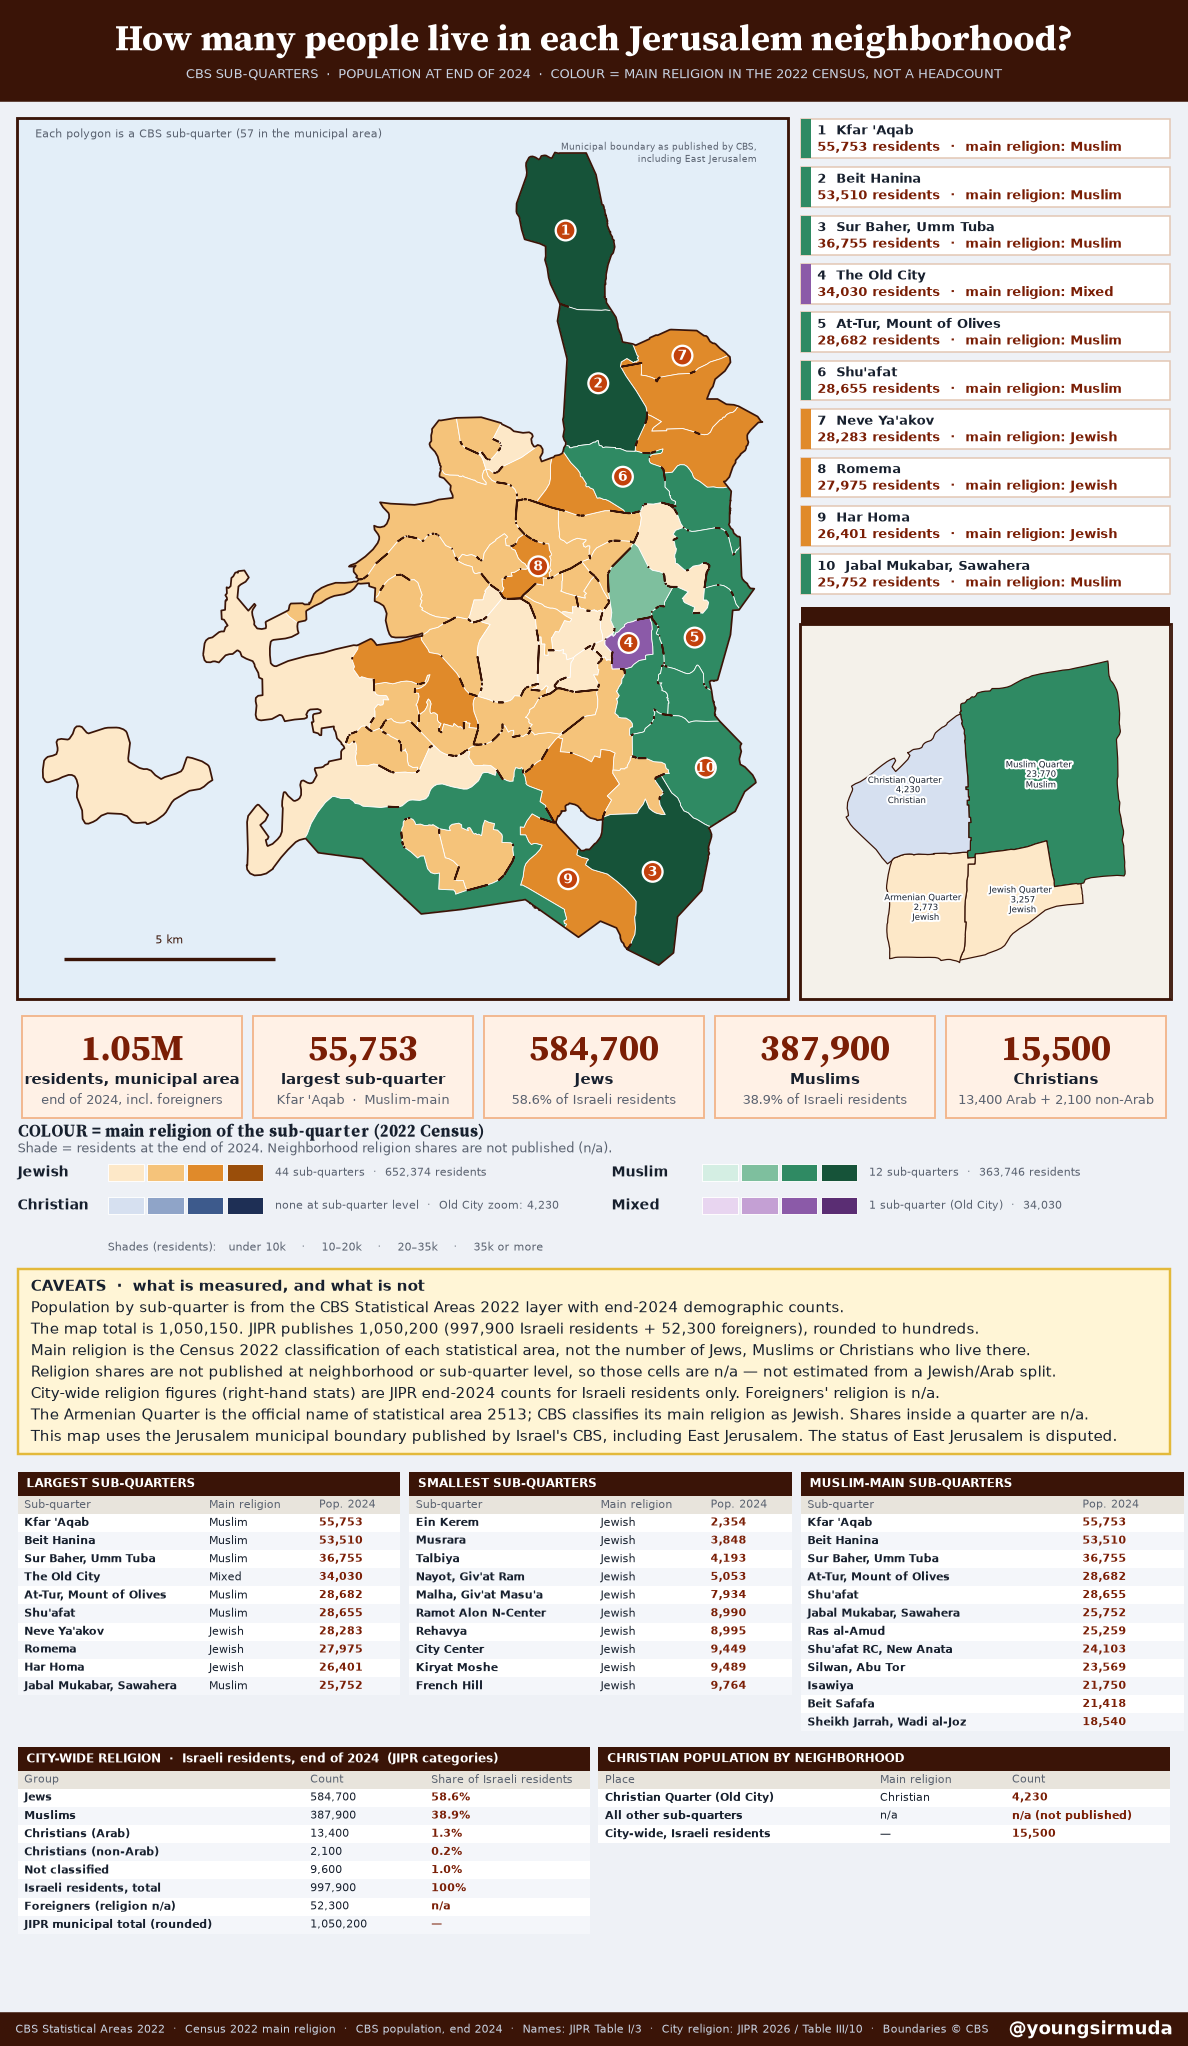 How many people live in each Jerusalem neighborhood?
CBS SUB-QUARTERS · POPULATION AT END OF 2024 · COLOUR = MAIN RELIGION IN THE 2022 CENSUS, NOT A HEADCOUNT
Each polygon is a CBS sub-quarter (57 in the municipal area)
Municipal boundary as published by CBS,
including East Jerusalem
1
2
7
6
8
4
5
10
3
9
5 km
1 Kfar 'Aqab
55,753 residents · main religion: Muslim
2 Beit Hanina
53,510 residents · main religion: Muslim
3 Sur Baher, Umm Tuba
36,755 residents · main religion: Muslim
4 The Old City
34,030 residents · main religion: Mixed
5 At-Tur, Mount of Olives
28,682 residents · main religion: Muslim
6 Shu'afat
28,655 residents · main religion: Muslim
7 Neve Ya'akov
28,283 residents · main religion: Jewish
8 Romema
27,975 residents · main religion: Jewish
9 Har Homa
26,401 residents · main religion: Jewish
10 Jabal Mukabar, Sawahera
25,752 residents · main religion: Muslim
Muslim Quarter
23,770
Muslim
Christian Quarter
4,230
Christian
Armenian Quarter
2,773
Jewish
Jewish Quarter
3,257
Jewish
1.05M
residents, municipal area
end of 2024, incl. foreigners
55,753
largest sub-quarter
Kfar 'Aqab · Muslim-main
584,700
Jews
58.6% of Israeli residents
387,900
Muslims
38.9% of Israeli residents
15,500
Christians
13,400 Arab + 2,100 non-Arab
COLOUR = main religion of the sub-quarter (2022 Census)
Shade = residents at the end of 2024. Neighborhood religion shares are not published (n/a).
Jewish 44 sub-quarters · 652,374 residents
Muslim 12 sub-quarters · 363,746 residents
Christian none at sub-quarter level · Old City zoom: 4,230
Mixed 1 sub-quarter (Old City) · 34,030
Shades (residents): under 10k · 10–20k · 20–35k · 35k or more
CAVEATS · what is measured, and what is not
Population by sub-quarter is from the CBS Statistical Areas 2022 layer with end-2024 demographic counts.
The map total is 1,050,150. JIPR publishes 1,050,200 (997,900 Israeli residents + 52,300 foreigners), rounded to hundreds.
Main religion is the Census 2022 classification of each statistical area, not the number of Jews, Muslims or Christians who live there.
Religion shares are not published at neighborhood or sub-quarter level, so those cells are n/a — not estimated from a Jewish/Arab split.
City-wide religion figures (right-hand stats) are JIPR end-2024 counts for Israeli residents only. Foreigners' religion is n/a.
The Armenian Quarter is the official name of statistical area 2513; CBS classifies its main religion as Jewish. Shares inside a quarter are n/a.
This map uses the Jerusalem municipal boundary published by Israel's CBS, including East Jerusalem. The status of East Jerusalem is disputed.
LARGEST SUB-QUARTERS
Sub-quarter Main religion Pop. 2024
Kfar 'Aqab Muslim 55,753
Beit Hanina Muslim 53,510
Sur Baher, Umm Tuba Muslim 36,755
The Old City Mixed 34,030
At-Tur, Mount of Olives Muslim 28,682
Shu'afat Muslim 28,655
Neve Ya'akov Jewish 28,283
Romema Jewish 27,975
Har Homa Jewish 26,401
Jabal Mukabar, Sawahera Muslim 25,752
SMALLEST SUB-QUARTERS
Sub-quarter Main religion Pop. 2024
Ein Kerem Jewish 2,354
Musrara Jewish 3,848
Talbiya Jewish 4,193
Nayot, Giv'at Ram Jewish 5,053
Malha, Giv'at Masu'a Jewish 7,934
Ramot Alon N-Center Jewish 8,990
Rehavya Jewish 8,995
City Center Jewish 9,449
Kiryat Moshe Jewish 9,489
French Hill Jewish 9,764
MUSLIM-MAIN SUB-QUARTERS
Sub-quarter Pop. 2024
Kfar 'Aqab 55,753
Beit Hanina 53,510
Sur Baher, Umm Tuba 36,755
At-Tur, Mount of Olives 28,682
Shu'afat 28,655
Jabal Mukabar, Sawahera 25,752
Ras al-Amud 25,259
Shu'afat RC, New Anata 24,103
Silwan, Abu Tor 23,569
Isawiya 21,750
Beit Safafa 21,418
Sheikh Jarrah, Wadi al-Joz 18,540
CITY-WIDE RELIGION · Israeli residents, end of 2024 (JIPR categories)
Group Count Share of Israeli residents
Jews 584,700 58.6%
Muslims 387,900 38.9%
Christians (Arab) 13,400 1.3%
Christians (non-Arab) 2,100 0.2%
Not classified 9,600 1.0%
Israeli residents, total 997,900 100%
Foreigners (religion n/a) 52,300 n/a
JIPR municipal total (rounded) 1,050,200 —
CHRISTIAN POPULATION BY NEIGHBORHOOD
Place Main religion Count
Christian Quarter (Old City) Christian 4,230
All other sub-quarters n/a n/a (not published)
City-wide, Israeli residents — 15,500
CBS Statistical Areas 2022 · Census 2022 main religion · CBS population, end 2024 · Names: JIPR Table I/3 · City religion: JIPR 2026 / Table III/10 · Boundaries © CBS
@youngsirmuda